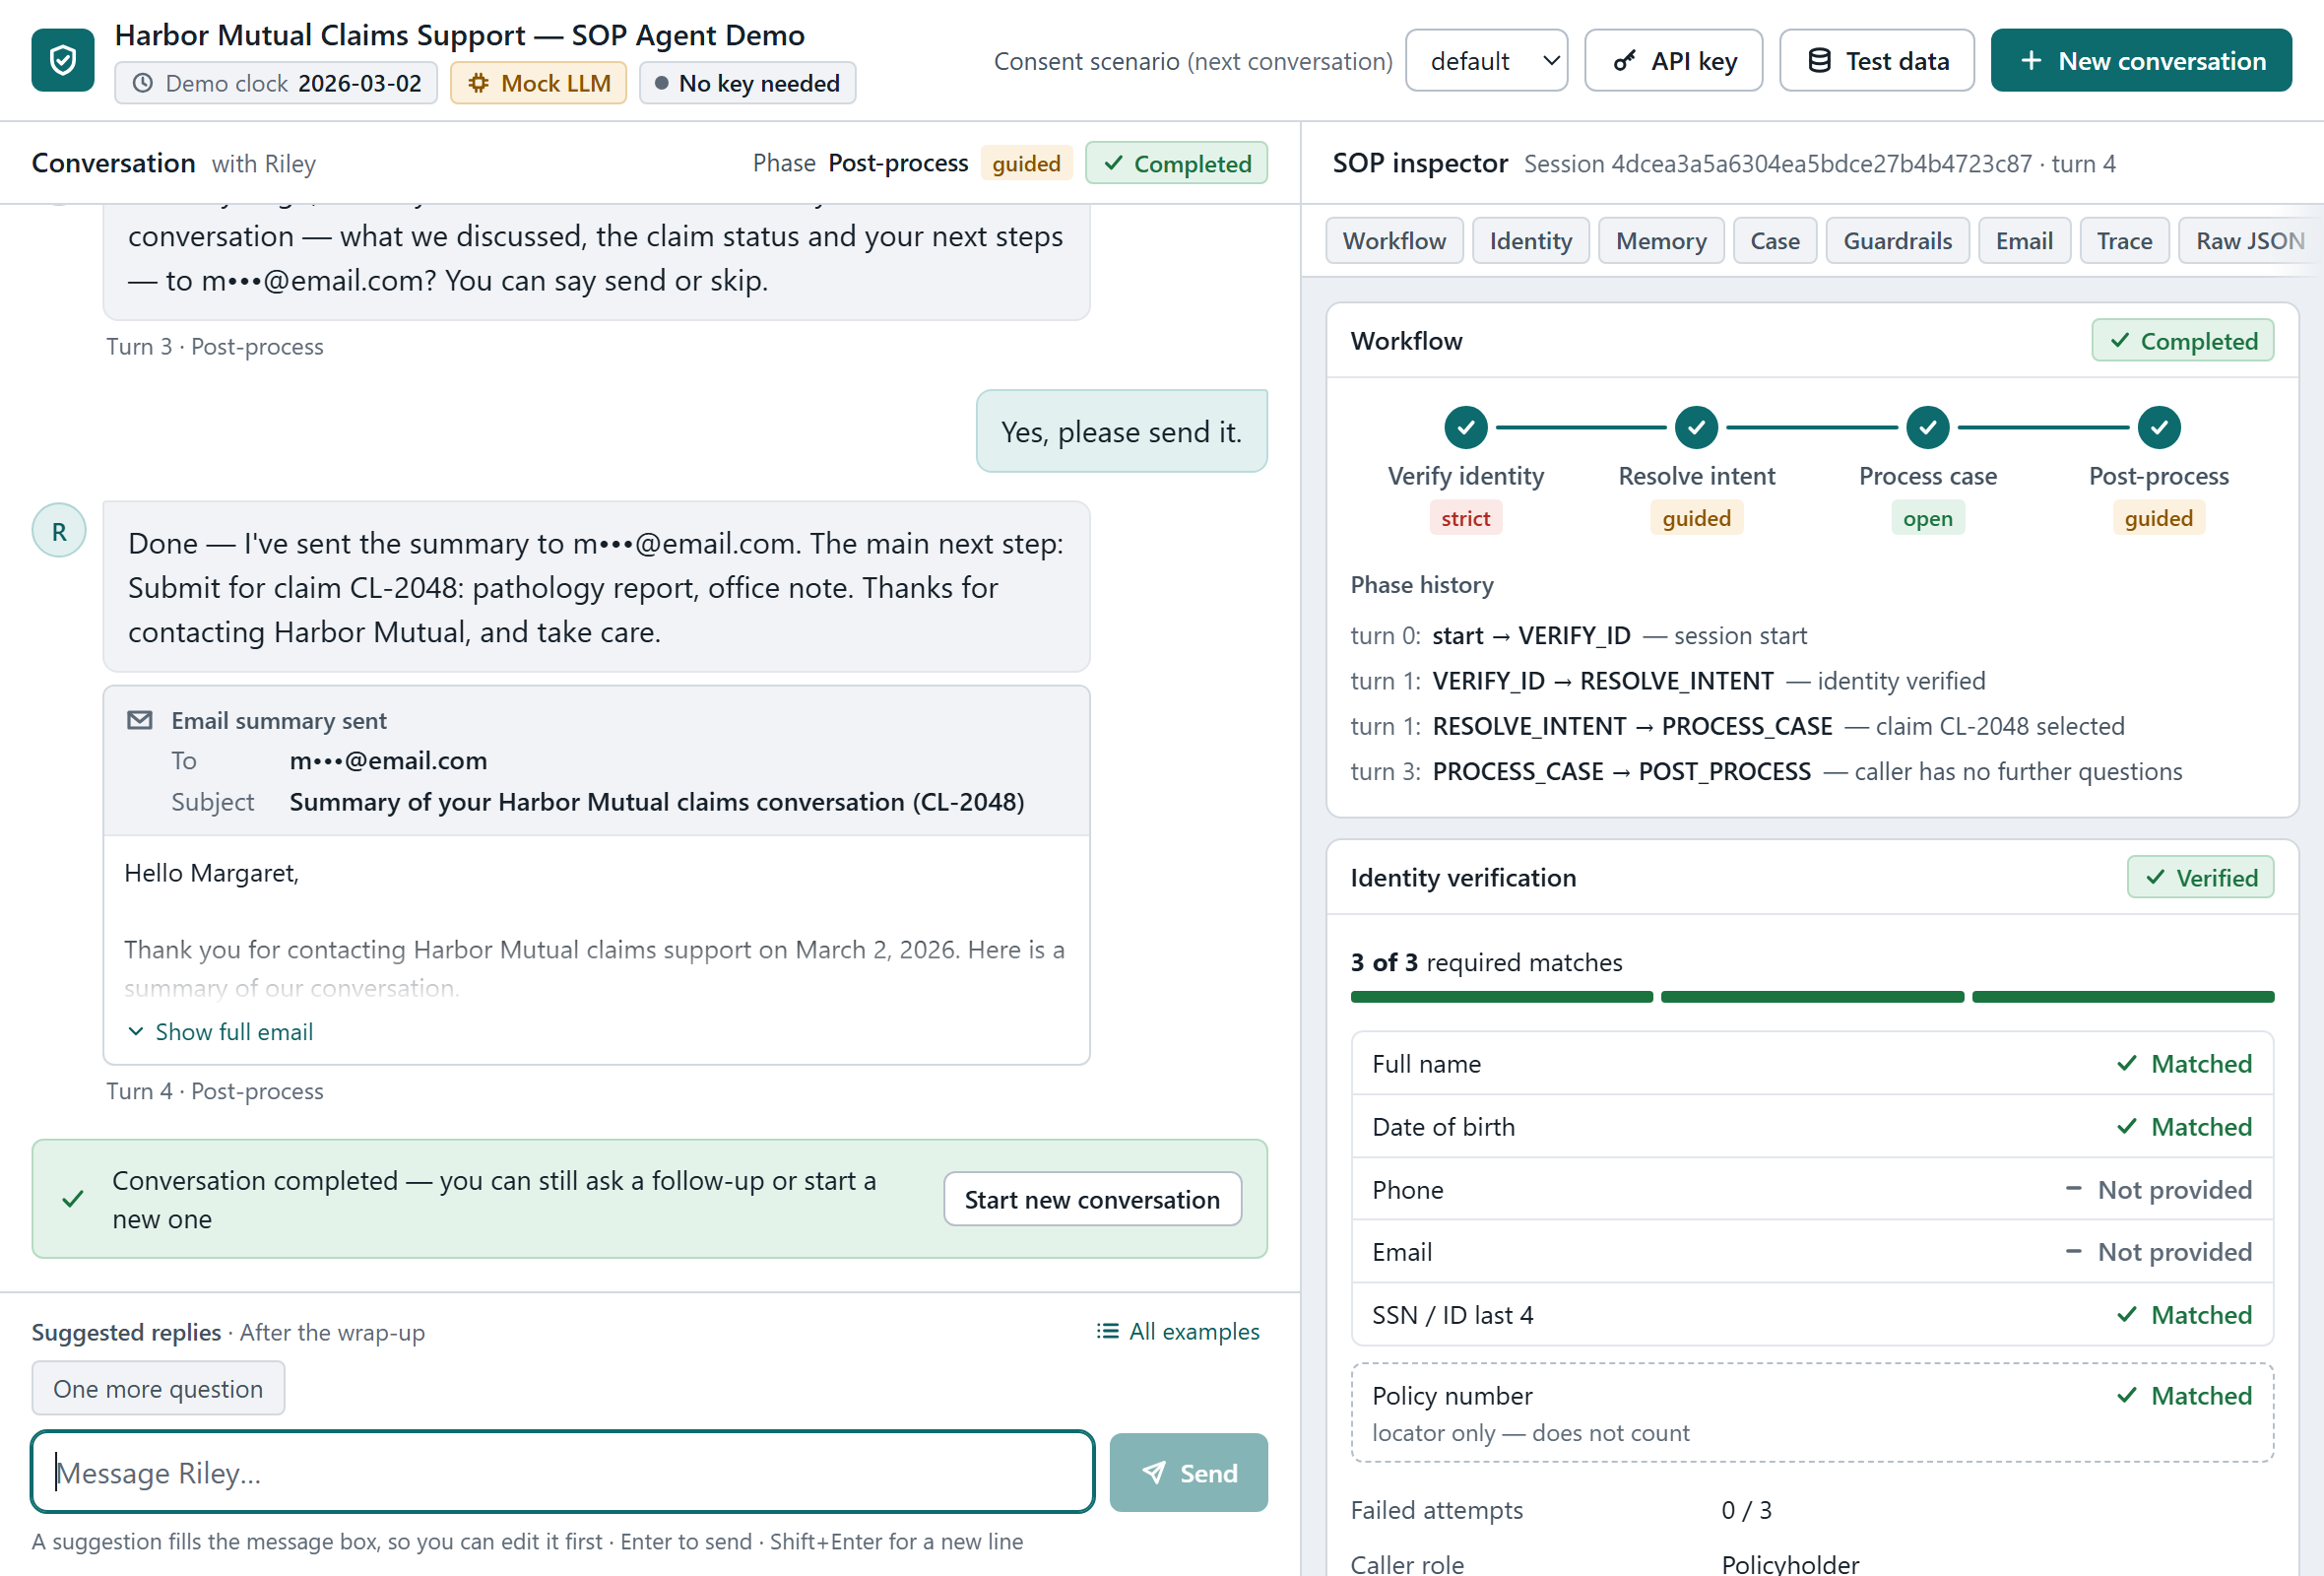 Harbor Mutual Claims Support — SOP Agent Demo
Demo clock 2026-03-02
Mock LLM
No key needed
Consent scenario (next conversation)
default
API key
Test data
New conversation
Conversation with Riley
Phase Post-process guided
Completed
conversation — what we discussed, the claim status and your next steps
— to m•••@email.com? You can say send or skip.
Turn 3 · Post-process
Yes, please send it.
R
Done — I've sent the summary to m•••@email.com. The main next step:
Submit for claim CL-2048: pathology report, office note. Thanks for
contacting Harbor Mutual, and take care.
Email summary sent
To m•••@email.com
Subject Summary of your Harbor Mutual claims conversation (CL-2048)
Hello Margaret,
Thank you for contacting Harbor Mutual claims support on March 2, 2026. Here is a
summary of our conversation.
Show full email
Turn 4 · Post-process
Conversation completed — you can still ask a follow-up or start a
new one
Start new conversation
Suggested replies · After the wrap-up
All examples
One more question
Message Riley…
Send
A suggestion fills the message box, so you can edit it first · Enter to send · Shift+Enter for a new line
SOP inspector Session 4dcea3a5a6304ea5bdce27b4b4723c87 · turn 4
Workflow
Identity
Memory
Case
Guardrails
Email
Trace
Raw JSON
Workflow
Completed
Verify identity
strict
Resolve intent
guided
Process case
open
Post-process
guided
Phase history
turn 0: start → VERIFY_ID — session start
turn 1: VERIFY_ID → RESOLVE_INTENT — identity verified
turn 1: RESOLVE_INTENT → PROCESS_CASE — claim CL-2048 selected
turn 3: PROCESS_CASE → POST_PROCESS — caller has no further questions
Identity verification
Verified
3 of 3 required matches
Full name Matched
Date of birth Matched
Phone – Not provided
Email – Not provided
SSN / ID last 4 Matched
Policy number Matched
locator only — does not count
Failed attempts 0 / 3
Caller role Policyholder